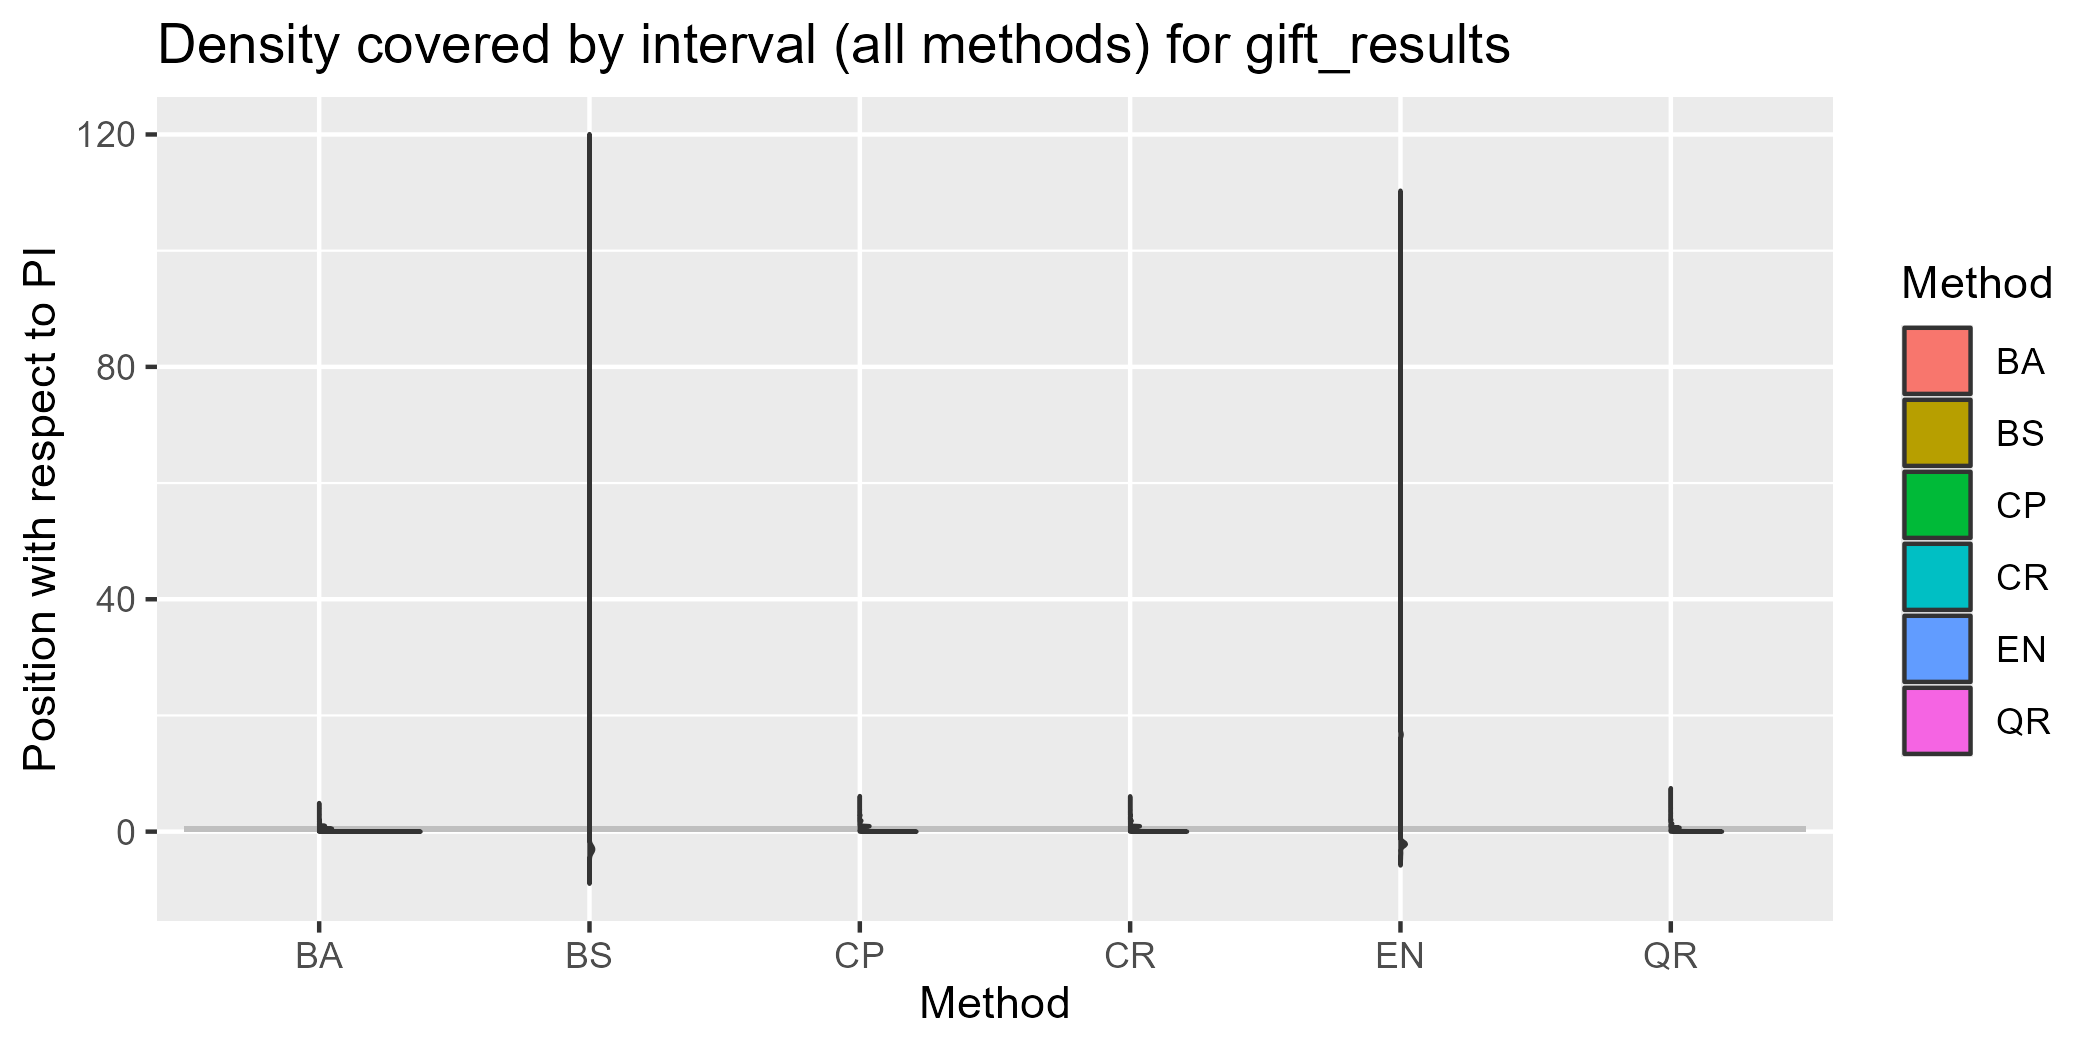 Density covered by interval (all methods) for gift_results
Position with respect to PI
120
80
40
0
BA
BS
CP
CR
EN
QR
Method
Method
BA
BS
CP
CR
EN
QR